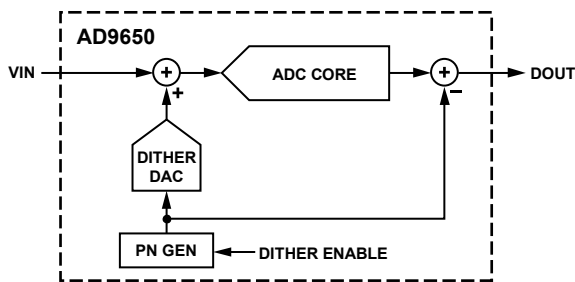 AD9650
VIN
+
+
ADC CORE
+
−
DOUT
DITHER
DAC
PN GEN
DITHER ENABLE